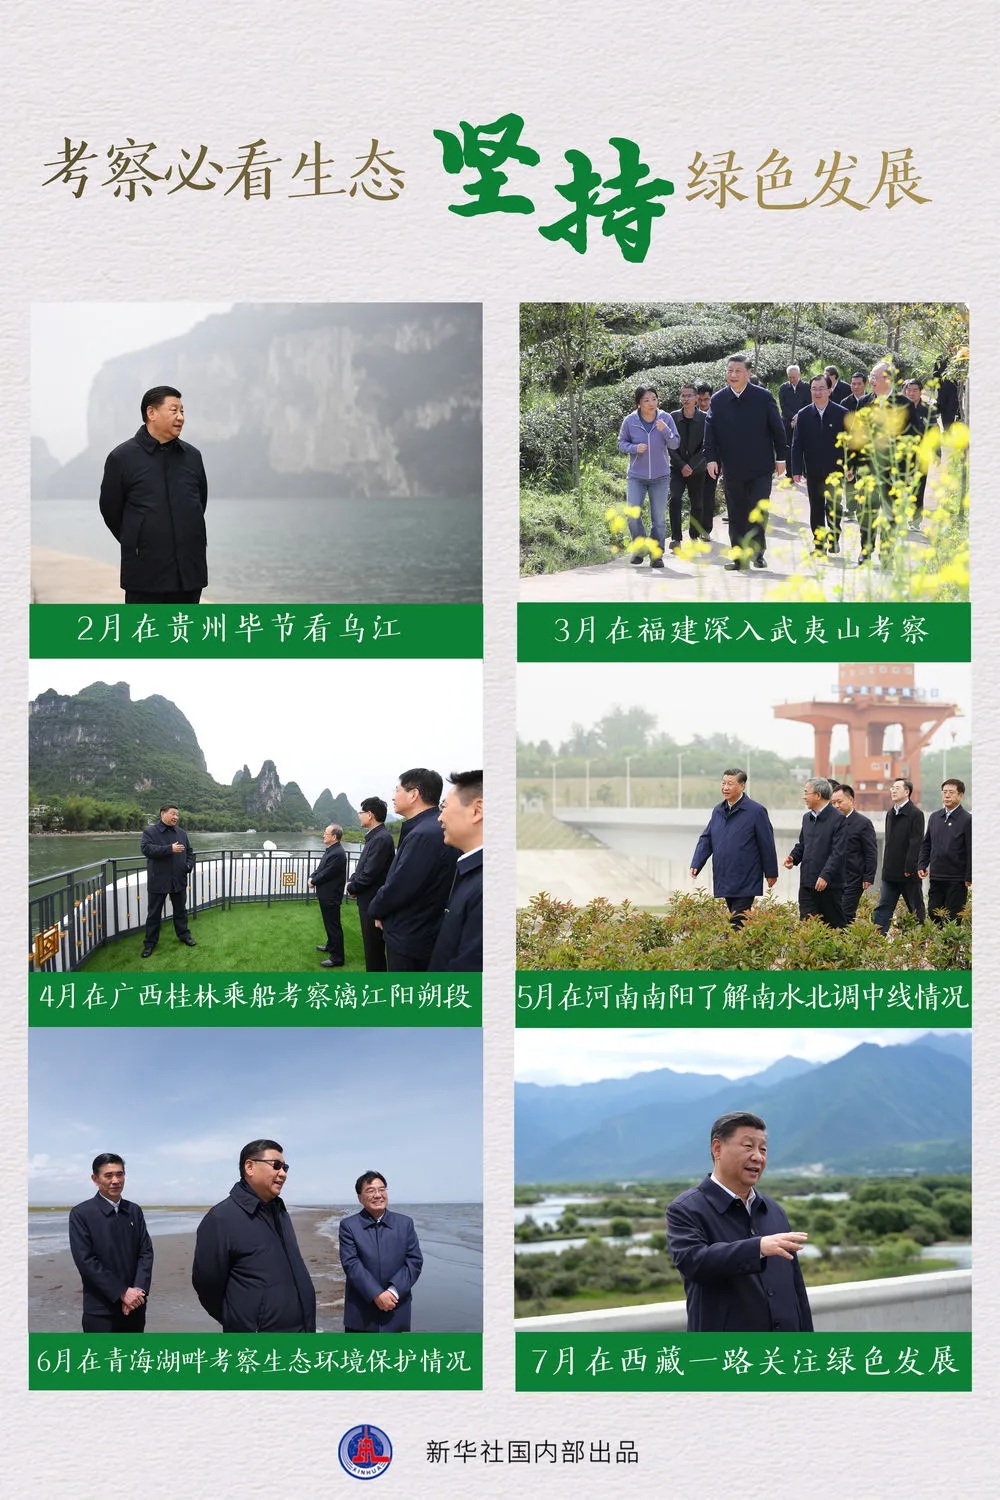 考察必看生态 坚持 绿色发展
2月在贵州毕节看乌江
3月在福建深入武夷山考察
4月在广西桂林乘船考察漓江阳朔段
5月在河南南阳了解南水北调中线情况
6月在青海湖畔考察生态环境保护情况
7月在西藏一路关注绿色发展
XINHUA
新华社国内部出品